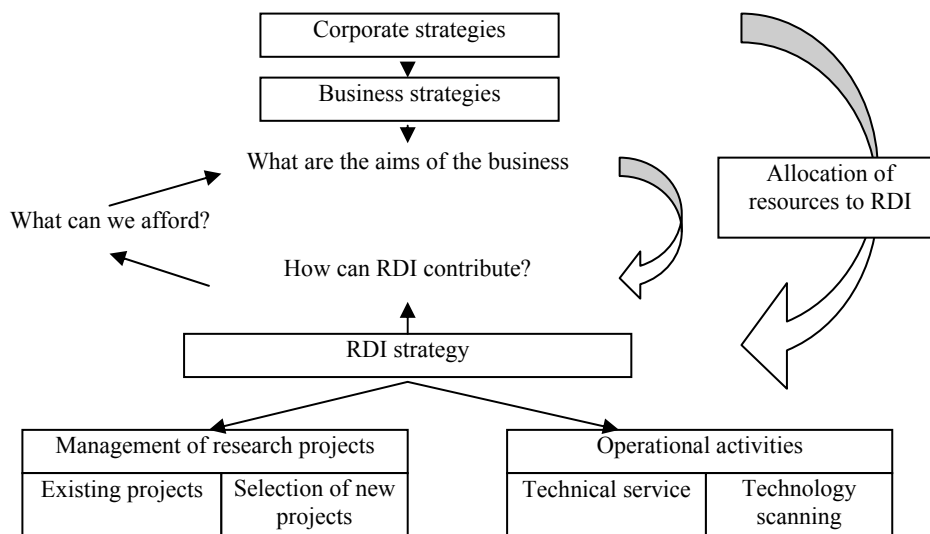 Corporate strategies
Business strategies
What are the aims of the business
Allocation of
resources to RDI
What can we afford?
How can RDI contribute?
RDI strategy
Management of research projects
Existing projects
Selection of new
projects
Operational activities
Technical service
Technology
scanning